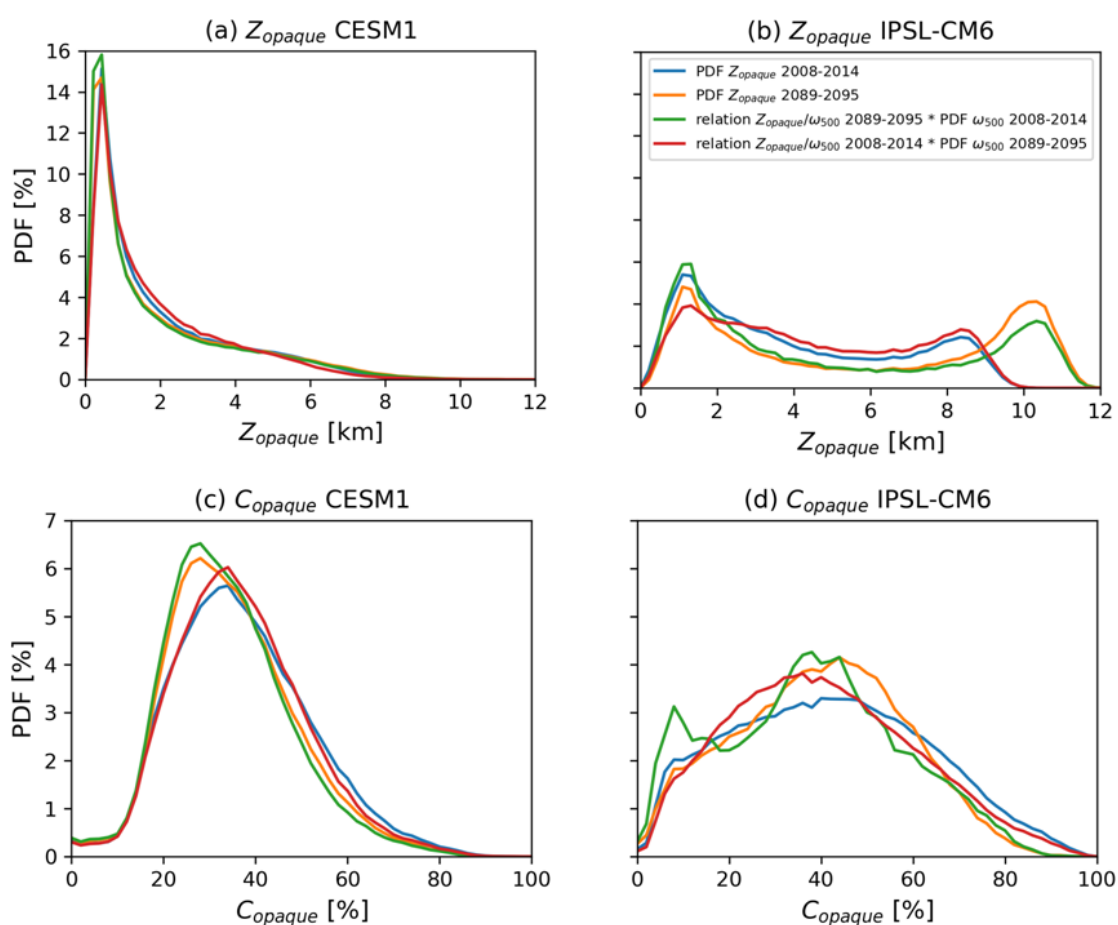 (a) Z_opaque CESM1
(b) Z_opaque IPSL-CM6
16
14
12
10
8
6
4
2
0
PDF [%]
0 2 4 6 8 10 12
Z_opaque [km]
PDF Z_opaque 2008-2014
PDF Z_opaque 2089-2095
relation Z_opaque/ω_500 2089-2095 * PDF ω_500 2008-2014
relation Z_opaque/ω_500 2008-2014 * PDF ω_500 2089-2095
0 2 4 6 8 10 12
Z_opaque [km]
(c) C_opaque CESM1
(d) C_opaque IPSL-CM6
7
6
5
4
3
2
1
0
PDF [%]
0 20 40 60 80 100
C_opaque [%]
0 20 40 60 80 100
C_opaque [%]